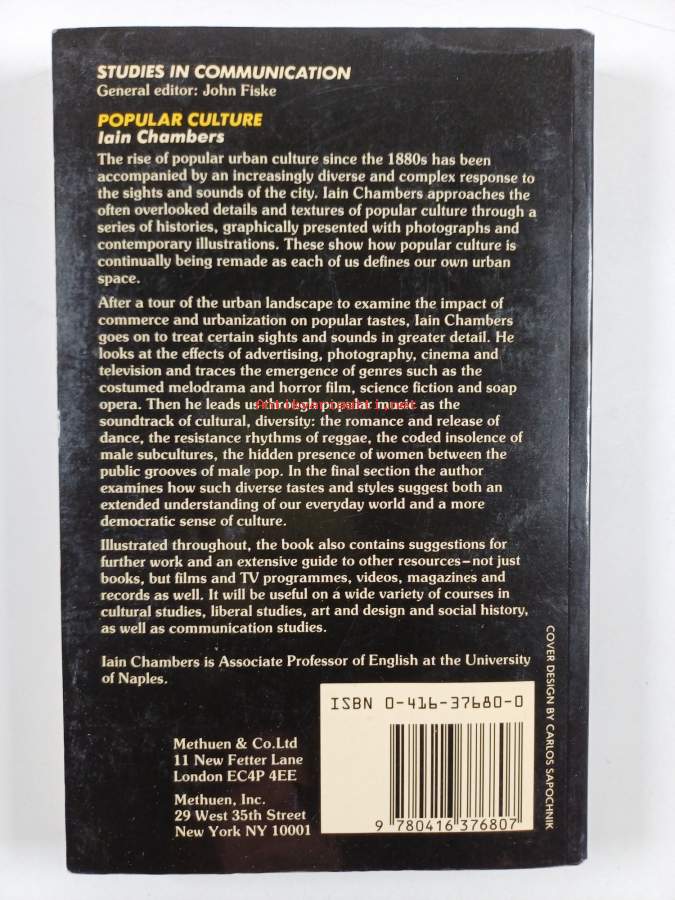 STUDIES IN COMMUNICATION
General editor: John Fiske
POPULAR CULTURE
Iain Chambers
The rise of popular urban culture since the 1880s has been
accompanied by an increasingly diverse and complex response to
the sights and sounds of the city. Iain Chambers approaches the
often overlooked details and textures of popular culture through a
series of histories, graphically presented with photographs and
contemporary illustrations. These show how popular culture is
continually being remade as each of us defines our own urban
space.
After a tour of the urban landscape to examine the impact of
commerce and urbanization on popular tastes, Iain Chambers
goes on to treat certain sights and sounds in greater detail. He
looks at the effects of advertising, photography, cinema and
television and traces the emergence of genres such as the
costumed melodrama and horror film, science fiction and soap
opera. Then he leads us through popular music as the
soundtrack of cultural, diversity: the romance and release of
dance, the resistance rhythms of reggae, the coded insolence of
male subcultures, the hidden presence of women between the
public grooves of male pop. In the final section the author
examines how such diverse tastes and styles suggest both an
extended understanding of our everyday world and a more
democratic sense of culture.
Illustrated throughout, the book also contains suggestions for
further work and an extensive guide to other resources–not just
books, but films and TV programmes, videos, magazines and
records as well. It will be useful on a wide variety of courses in
cultural studies, liberal studies, art and design and social history,
as well as communication studies.
Iain Chambers is Associate Professor of English at the University
of Naples.
ISBN 0-416-37680-0
Methuen & Co.Ltd
11 New Fetter Lane
London EC4P 4EE
Methuen, Inc.
29 West 35th Street
New York NY 10001
9 780416 376807
COVER DESIGN BY CARLOS SAPOCHNIK